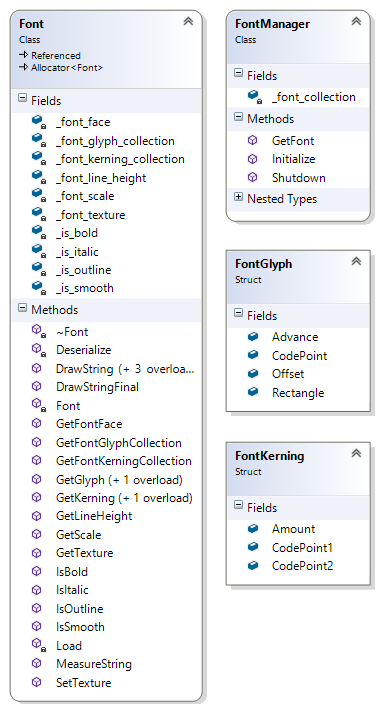 Font
Class
Referenced
Allocator<Font>
Fields
_font_face
_font_glyph_collection
_font_kerning_collection
_font_line_height
_font_scale
_font_texture
_is_bold
_is_italic
_is_outline
_is_smooth
Methods
~Font
Deserialize
DrawString (+ 3 overloa...
DrawStringFinal
Font
GetFontFace
GetFontGlyphCollection
GetFontKerningCollection
GetGlyph (+ 1 overload)
GetKerning (+ 1 overload)
GetLineHeight
GetScale
GetTexture
IsBold
IsItalic
IsOutline
IsSmooth
Load
MeasureString
SetTexture
FontManager
Class
Fields
_font_collection
Methods
GetFont
Initialize
Shutdown
Nested Types
FontGlyph
Struct
Fields
Advance
CodePoint
Offset
Rectangle
FontKerning
Struct
Fields
Amount
CodePoint1
CodePoint2